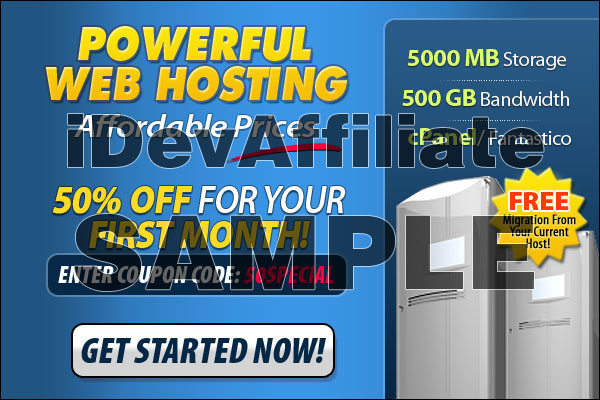 POWERFUL
WEB HOSTING
Affordable Prices
50% OFF FOR YOUR
FIRST MONTH!
ENTER COUPON CODE: 50SPECIAL
GET STARTED NOW!
5000 MB Storage
500 GB Bandwidth
cPanel / Fantastico
FREE
Migration From
Your Current
Host!
iDevAffiliate
SAMPLE